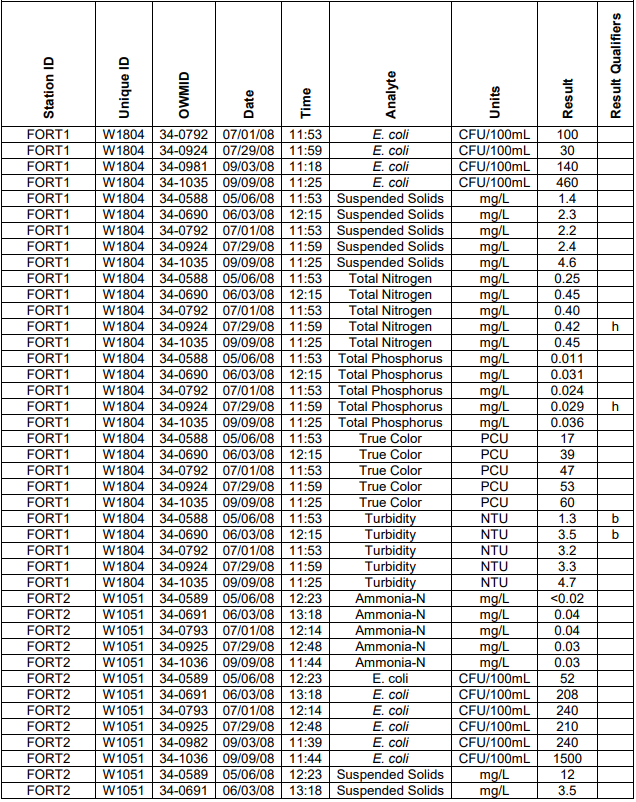 Station ID Unique ID OWMID Date Time Analyte Units Result Result Qualifiers
FORT1 W1804 34-0792 07/01/08 11:53 E. coli CFU/100mL 100
FORT1 W1804 34-0924 07/29/08 11:59 E. coli CFU/100mL 30
FORT1 W1804 34-0981 09/03/08 11:18 E. coli CFU/100mL 140
FORT1 W1804 34-1035 09/09/08 11:25 E. coli CFU/100mL 460
FORT1 W1804 34-0588 05/06/08 11:53 Suspended Solids mg/L 1.4
FORT1 W1804 34-0690 06/03/08 12:15 Suspended Solids mg/L 2.3
FORT1 W1804 34-0792 07/01/08 11:53 Suspended Solids mg/L 2.2
FORT1 W1804 34-0924 07/29/08 11:59 Suspended Solids mg/L 2.4
FORT1 W1804 34-1035 09/09/08 11:25 Suspended Solids mg/L 4.6
FORT1 W1804 34-0588 05/06/08 11:53 Total Nitrogen mg/L 0.25
FORT1 W1804 34-0690 06/03/08 12:15 Total Nitrogen mg/L 0.45
FORT1 W1804 34-0792 07/01/08 11:53 Total Nitrogen mg/L 0.40
FORT1 W1804 34-0924 07/29/08 11:59 Total Nitrogen mg/L 0.42 h
FORT1 W1804 34-1035 09/09/08 11:25 Total Nitrogen mg/L 0.45
FORT1 W1804 34-0588 05/06/08 11:53 Total Phosphorus mg/L 0.011
FORT1 W1804 34-0690 06/03/08 12:15 Total Phosphorus mg/L 0.031
FORT1 W1804 34-0792 07/01/08 11:53 Total Phosphorus mg/L 0.024
FORT1 W1804 34-0924 07/29/08 11:59 Total Phosphorus mg/L 0.029 h
FORT1 W1804 34-1035 09/09/08 11:25 Total Phosphorus mg/L 0.036
FORT1 W1804 34-0588 05/06/08 11:53 True Color PCU 17
FORT1 W1804 34-0690 06/03/08 12:15 True Color PCU 39
FORT1 W1804 34-0792 07/01/08 11:53 True Color PCU 47
FORT1 W1804 34-0924 07/29/08 11:59 True Color PCU 53
FORT1 W1804 34-1035 09/09/08 11:25 True Color PCU 60
FORT1 W1804 34-0588 05/06/08 11:53 Turbidity NTU 1.3 b
FORT1 W1804 34-0690 06/03/08 12:15 Turbidity NTU 3.5 b
FORT1 W1804 34-0792 07/01/08 11:53 Turbidity NTU 3.2
FORT1 W1804 34-0924 07/29/08 11:59 Turbidity NTU 3.3
FORT1 W1804 34-1035 09/09/08 11:25 Turbidity NTU 4.7
FORT2 W1051 34-0589 05/06/08 12:23 Ammonia-N mg/L <0.02
FORT2 W1051 34-0691 06/03/08 13:18 Ammonia-N mg/L 0.04
FORT2 W1051 34-0793 07/01/08 12:14 Ammonia-N mg/L 0.04
FORT2 W1051 34-0925 07/29/08 12:48 Ammonia-N mg/L 0.03
FORT2 W1051 34-1036 09/09/08 11:44 Ammonia-N mg/L 0.03
FORT2 W1051 34-0589 05/06/08 12:23 E. coli CFU/100mL 52
FORT2 W1051 34-0691 06/03/08 13:18 E. coli CFU/100mL 208
FORT2 W1051 34-0793 07/01/08 12:14 E. coli CFU/100mL 240
FORT2 W1051 34-0925 07/29/08 12:48 E. coli CFU/100mL 210
FORT2 W1051 34-0982 09/03/08 11:39 E. coli CFU/100mL 240
FORT2 W1051 34-1036 09/09/08 11:44 E. coli CFU/100mL 1500
FORT2 W1051 34-0589 05/06/08 12:23 Suspended Solids mg/L 12
FORT2 W1051 34-0691 06/03/08 13:18 Suspended Solids mg/L 3.5